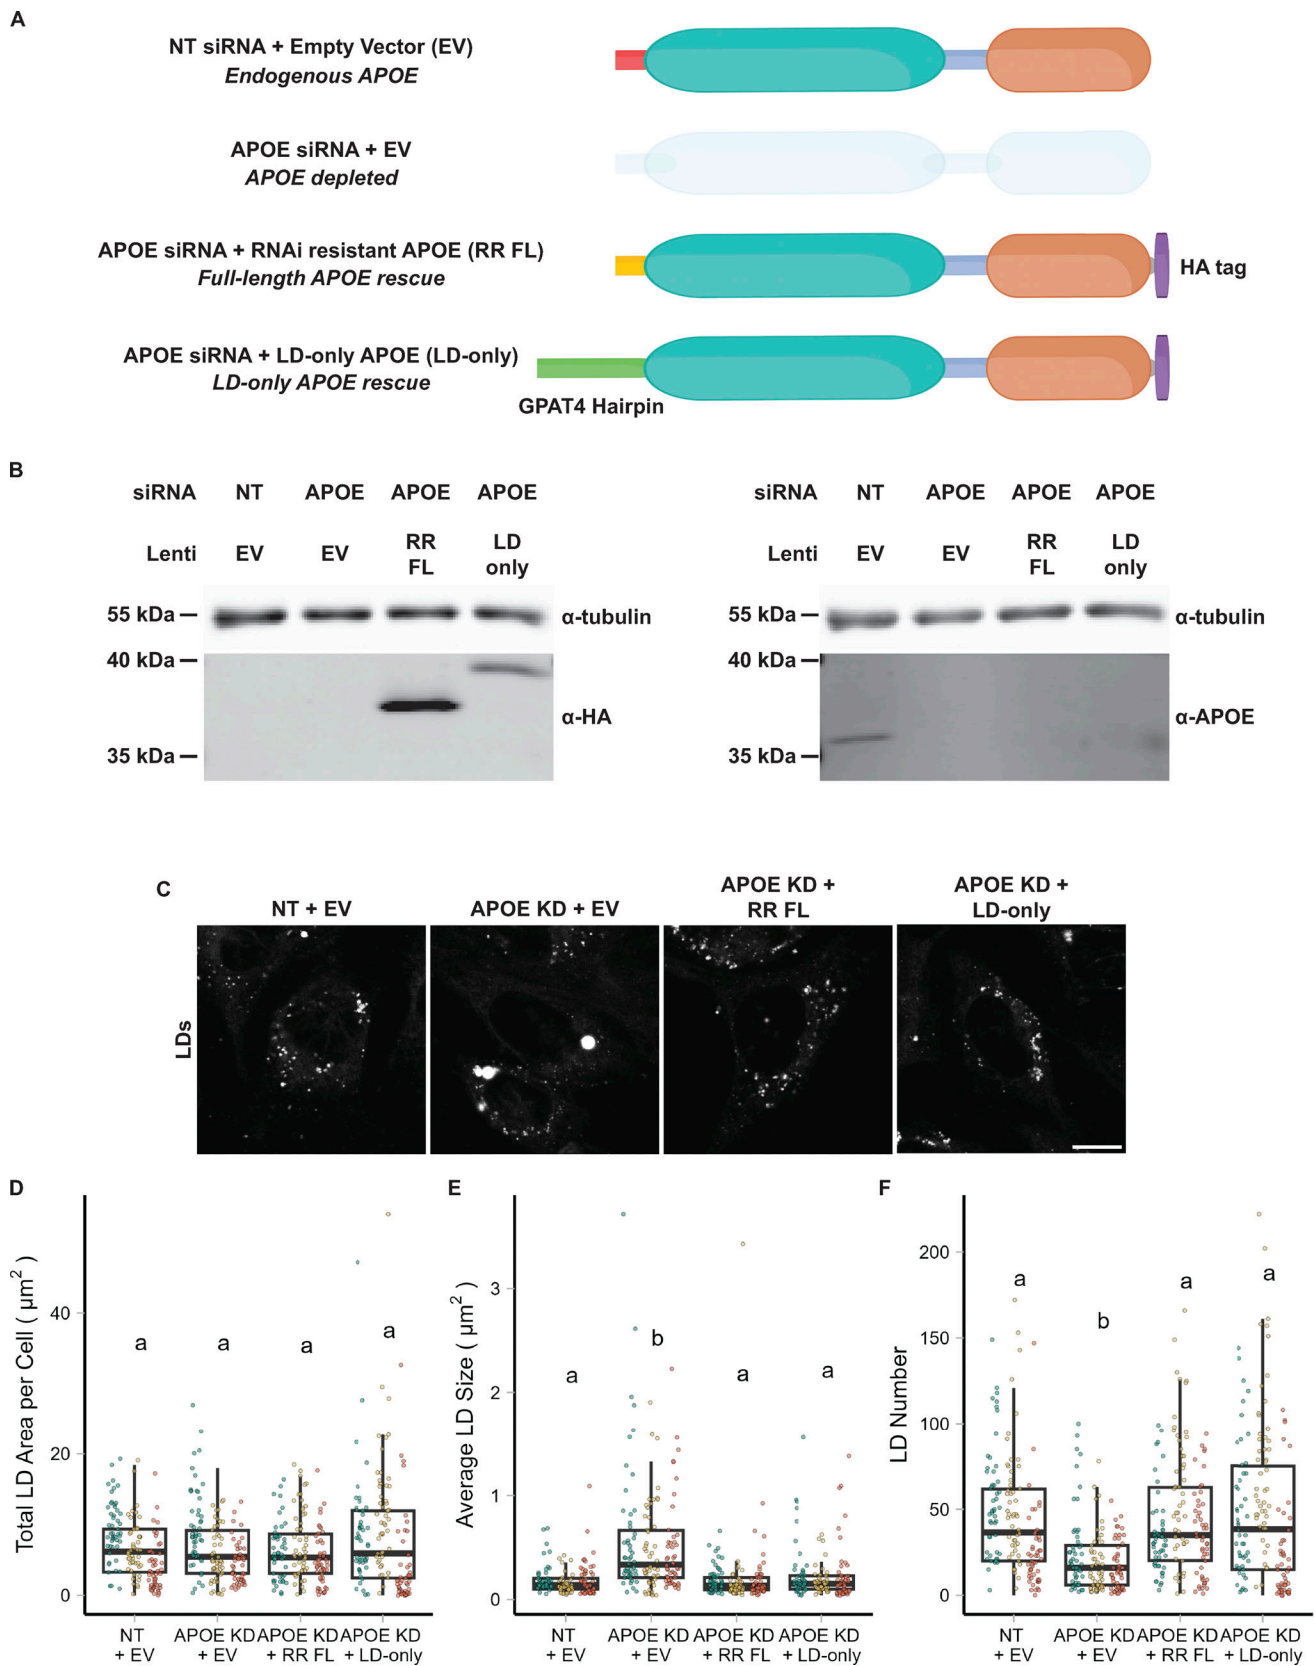 A
NT siRNA + Empty Vector (EV)
Endogenous APOE
APOE siRNA + EV
APOE depleted
APOE siRNA + RNAi resistant APOE (RR FL)
Full-length APOE rescue
HA tag
APOE siRNA + LD-only APOE (LD-only)
LD-only APOE rescue
GPAT4 Hairpin
B
siRNA NT APOE APOE APOE
Lenti EV EV RR FL LD only
55 kDa α-tubulin
40 kDa
α-HA
35 kDa
siRNA NT APOE APOE APOE
Lenti EV EV RR FL LD only
55 kDa α-tubulin
40 kDa
α-APOE
35 kDa
C
NT + EV
APOE KD + EV
APOE KD +
RR FL
APOE KD +
LD-only
LDs
D
Total LD Area per Cell ( µm2 )
40
20
0
a a a a
NT
+ EV
APOE KD
+ EV
APOE KD
+ RR FL
APOE KD
+ LD-only
E
Average LD Size ( µm2 )
3
2
1
0
a b a a
NT
+ EV
APOE KD
+ EV
APOE KD
+ RR FL
APOE KD
+ LD-only
F
LD Number
200
150
100
50
0
a b a a
NT
+ EV
APOE KD
+ EV
APOE KD
+ RR FL
APOE KD
+ LD-only